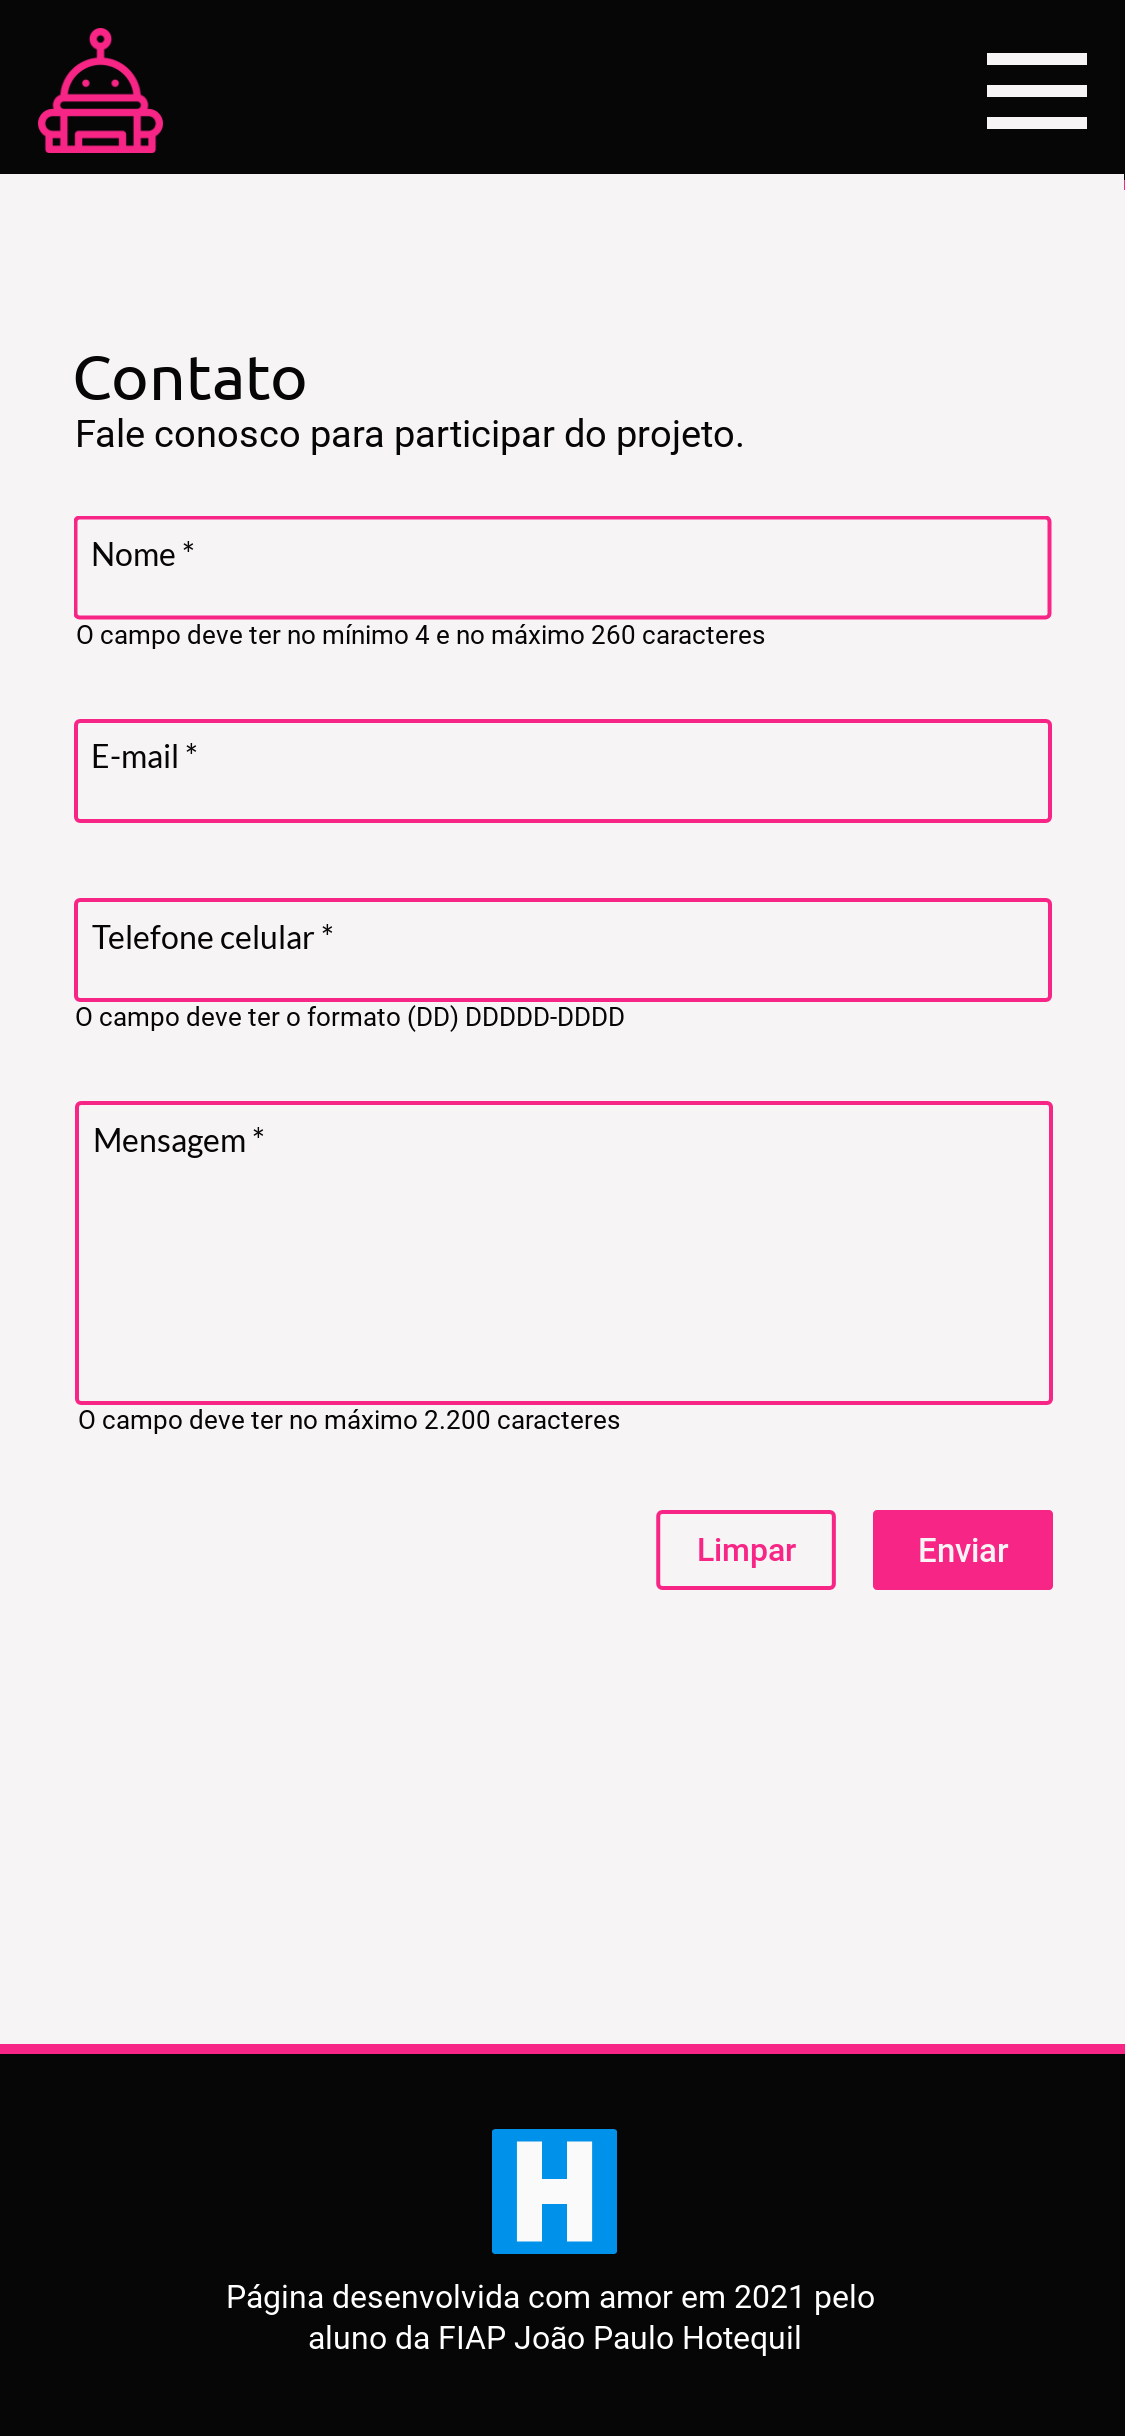 Contato
Fale conosco para participar do projeto.
Nome *
O campo deve ter no mínimo 4 e no máximo 260 caracteres
E-mail *
Telefone celular *
O campo deve ter o formato (DD) DDDDD-DDDD
Mensagem *
O campo deve ter no máximo 2.200 caracteres
Limpar
Enviar
H
Página desenvolvida com amor em 2021 pelo
aluno da FIAP João Paulo Hotequil